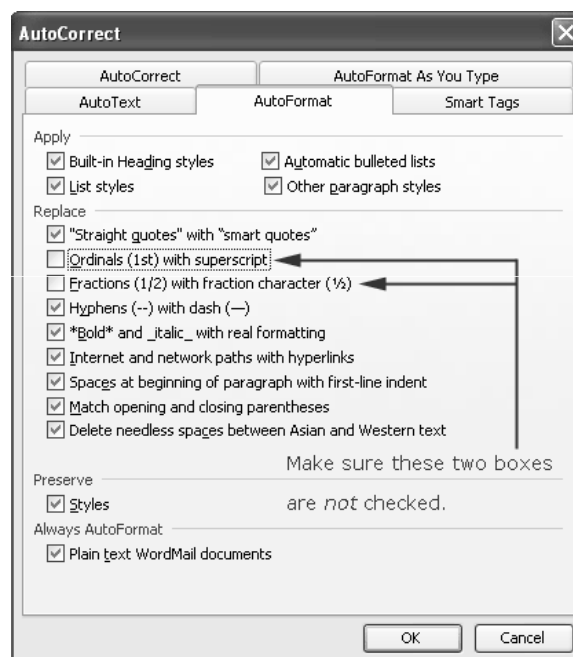 AutoCorrect
AutoCorrect AutoFormat As You Type
AutoText AutoFormat Smart Tags
Apply
Built-in Heading styles Automatic bulleted lists
List styles Other paragraph styles
Replace
"Straight quotes" with “smart quotes”
Ordinals (1st) with superscript
Fractions (1/2) with fraction character (½)
Hyphens (--) with dash (—)
*Bold* and _italic_ with real formatting
Internet and network paths with hyperlinks
Spaces at beginning of paragraph with first-line indent
Match opening and closing parentheses
Delete needless spaces between Asian and Western text
Make sure these two boxes
Preserve
Styles are not checked.
Always AutoFormat
Plain text WordMail documents
OK Cancel